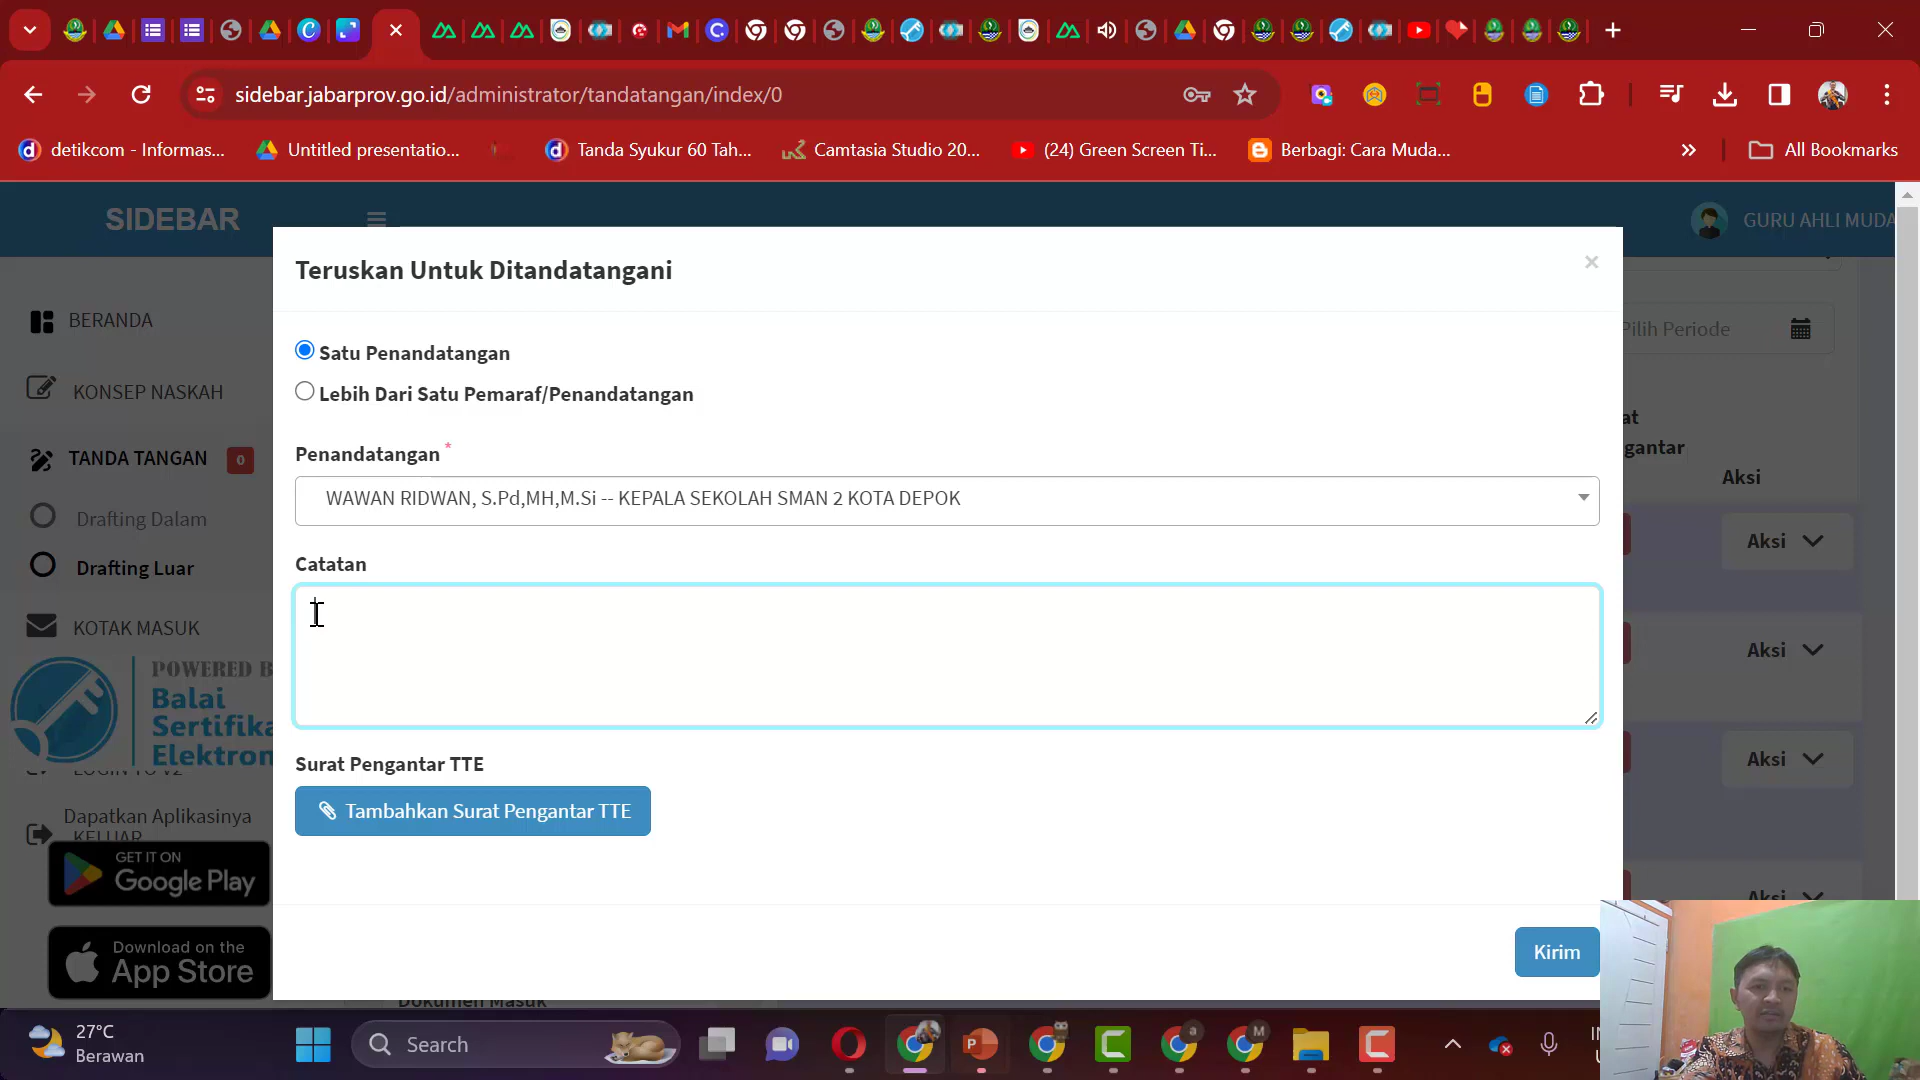 sidebar.jabarprov.go.id/administrator/tandatangan/index/0
detikcom - Informas...
Untitled presentatio...
Tanda Syukur 60 Tah...
Camtasia Studio 20...
(24) Green Screen Ti...
Berbagi: Cara Muda...
All Bookmarks
SIDEBAR
GURU AHLI MUDA
Teruskan Untuk Ditandatangani
×
BERANDA
Satu Penandatangan
Pilih Periode
KONSEP NASKAH
Lebih Dari Satu Pemaraf/Penandatangan
TANDA TANGAN 0
Penandatangan *
Aksi
WAWAN RIDWAN, S.Pd,MH,M.Si -- KEPALA SEKOLAH SMAN 2 KOTA DEPOK
Drafting Dalam
Aksi
Drafting Luar
Catatan
KOTAK MASUK
Aksi
POWERED B
Balai
Sertifika
Elektron
Aksi
Surat Pengantar TTE
Tambahkan Surat Pengantar TTE
Dapatkan Aplikasinya
KELUAR
GET IT ON
Google Play
Aksi
Download on the
App Store
Kirim
Dokumen Masuk
27°C
Berawan
Search